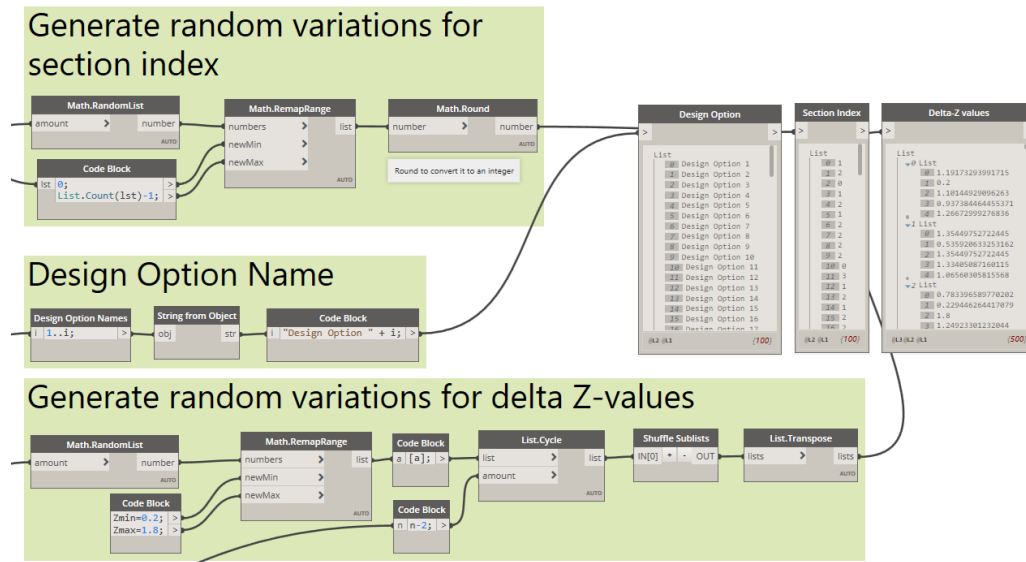 Generate random variations for
section index
Math.RandomList
amount > number
AUTO
Math.RemapRange
numbers > list
newMin >
newMax >
AUTO
Math.Round
number > number
AUTO
Round to convert it to an integer
Code Block
lst 0; >
List.Count(lst)-1; >
Design Option Name
Design Option Names
i 1..i; >
String from Object
obj str
Code Block
i "Design Option " + i; >
Generate random variations for delta Z-values
Math.RandomList
amount > number
AUTO
Math.RemapRange
numbers > list
newMin >
newMax >
AUTO
Code Block
Zmin=0.2; >
Zmax=1.8; >
Code Block
a [a]; >
Code Block
n n-2; >
List.Cycle
list > list
amount >
AUTO
Shuffle Sublists
IN[0] + - OUT
List.Transpose
lists > lists
AUTO
Design Option
> >
List
0 Design Option 1
1 Design Option 2
2 Design Option 3
3 Design Option 4
4 Design Option 5
5 Design Option 6
6 Design Option 7
7 Design Option 8
8 Design Option 9
9 Design Option 10
10 Design Option 11
11 Design Option 12
12 Design Option 13
13 Design Option 14
14 Design Option 15
15 Design Option 16
16 Design Option 17
@L2 @L1 {100}
Section Index
> >
List
0 1
1 2
2 0
3 1
4 2
5 1
6 2
7 2
8 2
9 2
10 0
11 3
12 1
13 2
14 1
15 2
16 2
@L2 @L1 {100}
Delta-Z values
> >
List
0 List
0 1.19173293991715
1 0.2
2 1.10144929096263
3 0.937384464455371
4 1.26672999276836
1 List
0 1.35449752722445
1 0.535920633253162
2 1.35449752722445
3 1.33405087160115
4 1.06560305815568
2 List
0 0.783396589770202
1 0.229446264417079
2 1.8
3 1.24923301232044
@L3 @L2 @L1 {500}